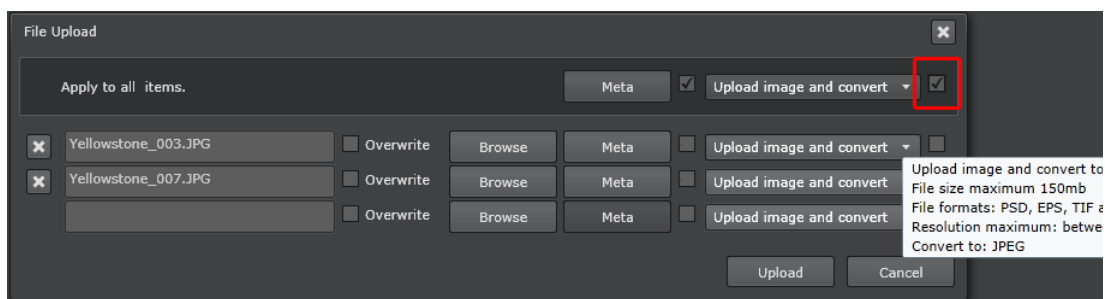 File Upload
Apply to all items. Meta Upload image and convert
Yellowstone_003.JPG Overwrite Browse Meta Upload image and convert
Yellowstone_007.JPG Overwrite Browse Meta Upload image and convert
Overwrite Browse Meta Upload image and convert
Upload image and convert to
File size maximum 150mb
File formats: PSD, EPS, TIF
Resolution maximum:
Convert to: JPEG
Upload Cancel